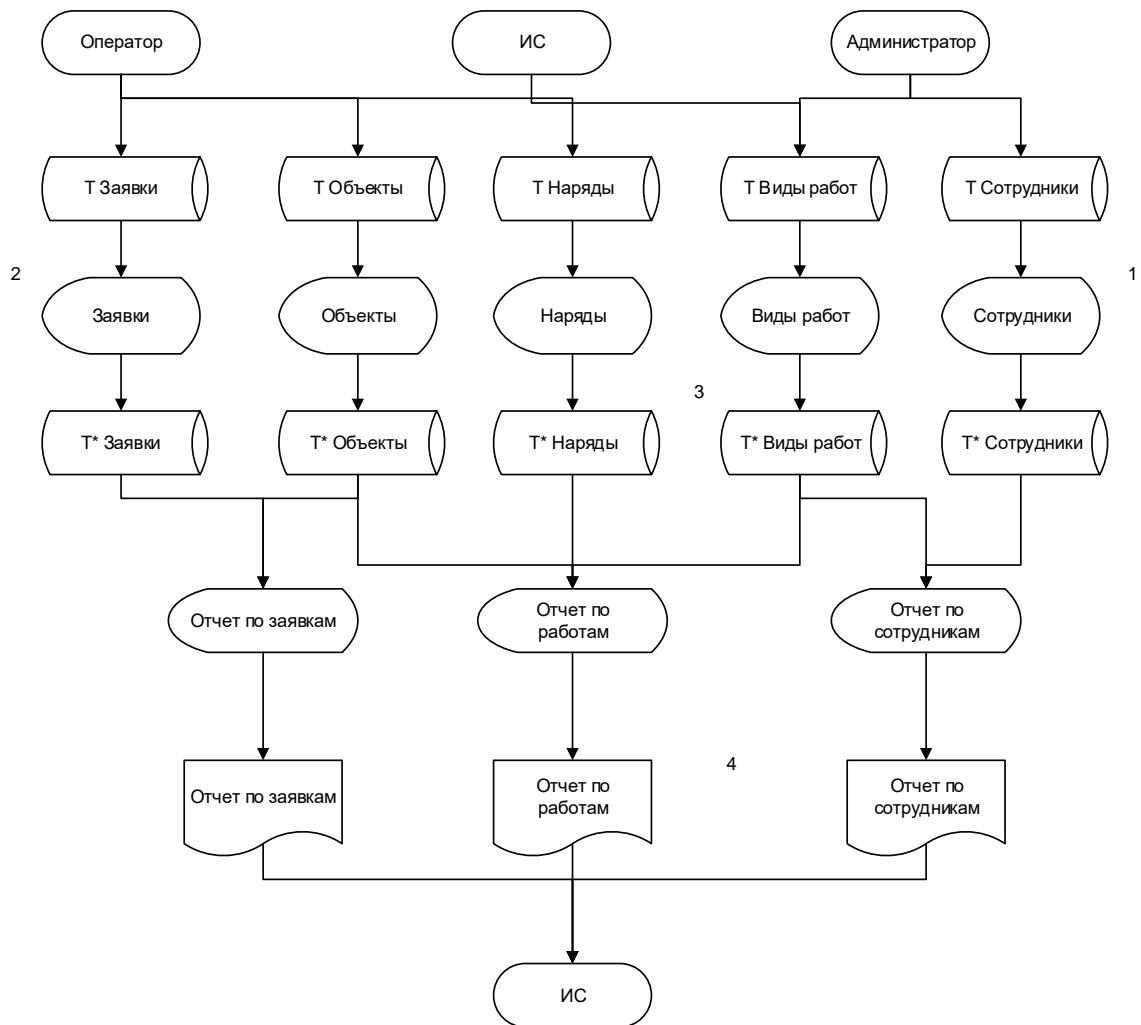 Оператор
ИС
Администратор
Т Заявки
Т Объекты
Т Наряды
Т Виды работ
Т Сотрудники
2
1
Заявки
Объекты
Наряды
Виды работ
Сотрудники
3
Т* Заявки
Т* Объекты
Т* Наряды
Т* Виды работ
Т* Сотрудники
Отчет по заявкам
Отчет по
работам
Отчет по
сотрудникам
4
Отчет по заявкам
Отчет по
работам
Отчет по
сотрудникам
ИС